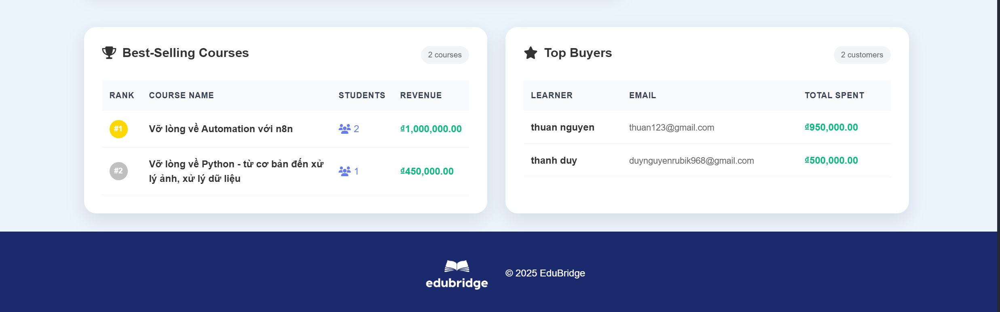 Best-Selling Courses
2 courses
RANK COURSE NAME STUDENTS REVENUE
#1 Vỡ lòng về Automation với n8n 2 ₫1,000,000.00
#2 Vỡ lòng về Python - từ cơ bản đến xử
lý ảnh, xử lý dữ liệu 1 ₫450,000.00
Top Buyers
2 customers
LEARNER EMAIL TOTAL SPENT
thuan nguyen thuan123@gmail.com ₫950,000.00
thanh duy duynguyenrubik968@gmail.com ₫500,000.00
edubridge
© 2025 EduBridge